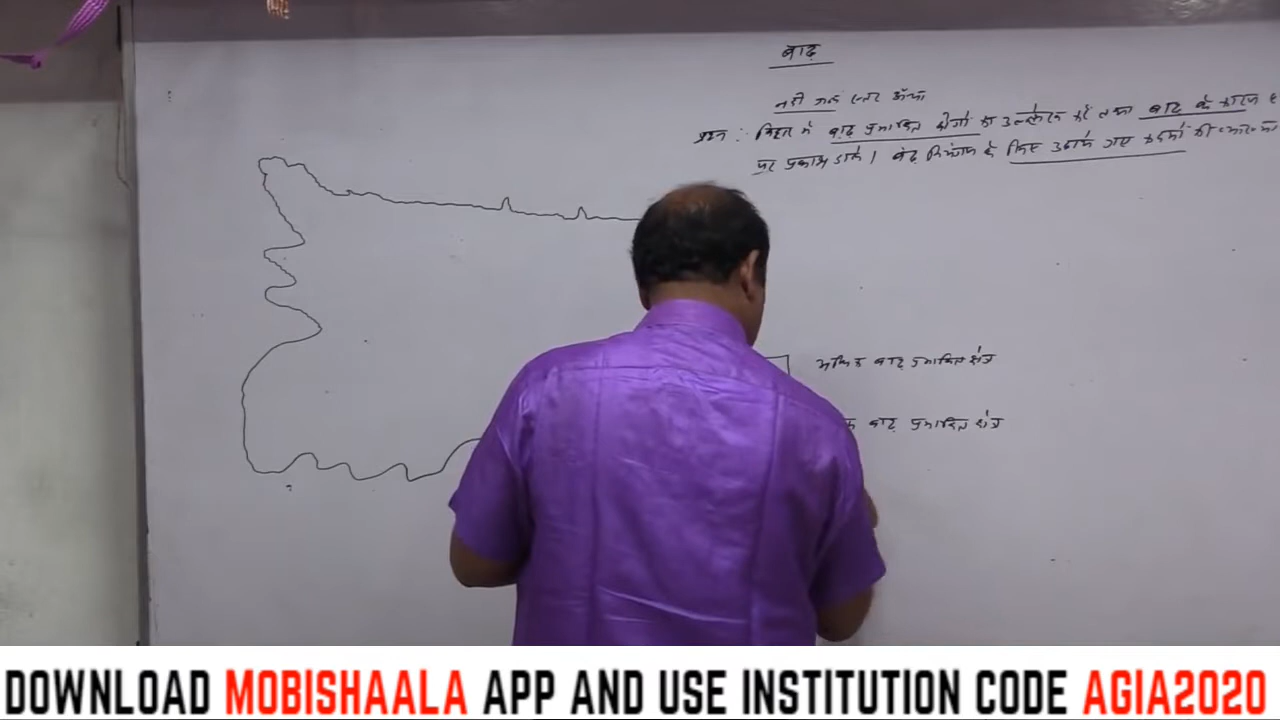 बाढ़
नदी जल स्तर ऊँचा
प्रश्न : बिहार में बाढ़ प्रभावित क्षेत्रों का उल्लेख करें तथा बाढ़ के कारण
पर प्रकाश डालें। बाढ़ नियंत्रण के लिए उठाये गए कदमों की व्याख्या
अधिक बाढ़ प्रभावित क्षेत्र
बाढ़ प्रभावित क्षेत्र
DOWNLOAD MOBISHAALA APP AND USE INSTITUTION CODE AGIA2020